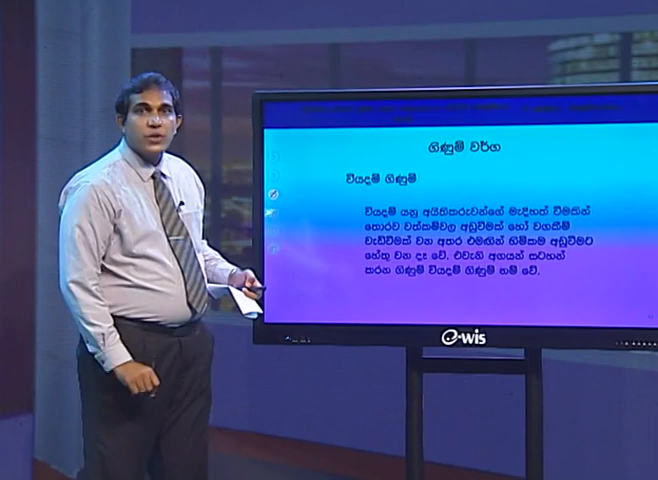 ගිණුම් වර්ග
වියදම් ගිණුම්
වියදම් යනු අයිතිකරුවන්ගේ මැදිහත් වීමකින්
තොරව වත්කම්වල අඩුවීමක් හෝ වගකීම්
වැඩිවීමක් වන අතර එමඟින් හිමිකම අඩුවීමට
හේතු වන දෑ වේ. එවැනි අගයන් සටහන්
කරන ගිණුම් වියදම් ගිණුම් නම් වේ.
e-wis